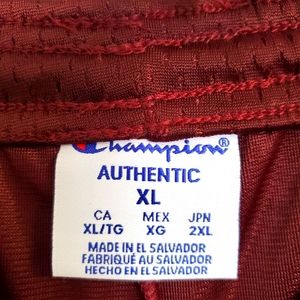 Champion®
AUTHENTIC
XL
CA MEX JPN
XL/TG XG 2XL
MADE IN EL SALVADOR
FABRIQUÉ AU SALVADOR
HECHO EN EL SALVADOR